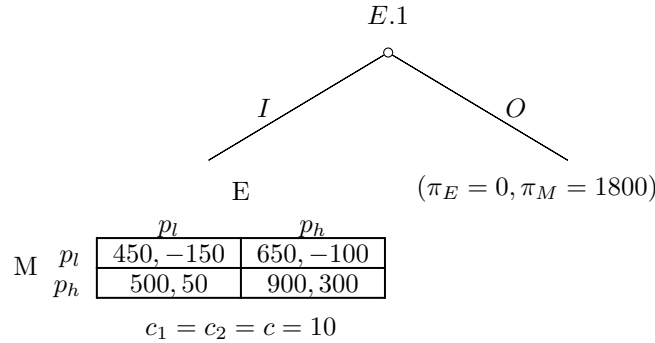 E.1
I O
E (π_E = 0, π_M = 1800)
p_l p_h
M p_l 450, −150 650, −100
p_h 500, 50 900, 300
c_1 = c_2 = c = 10